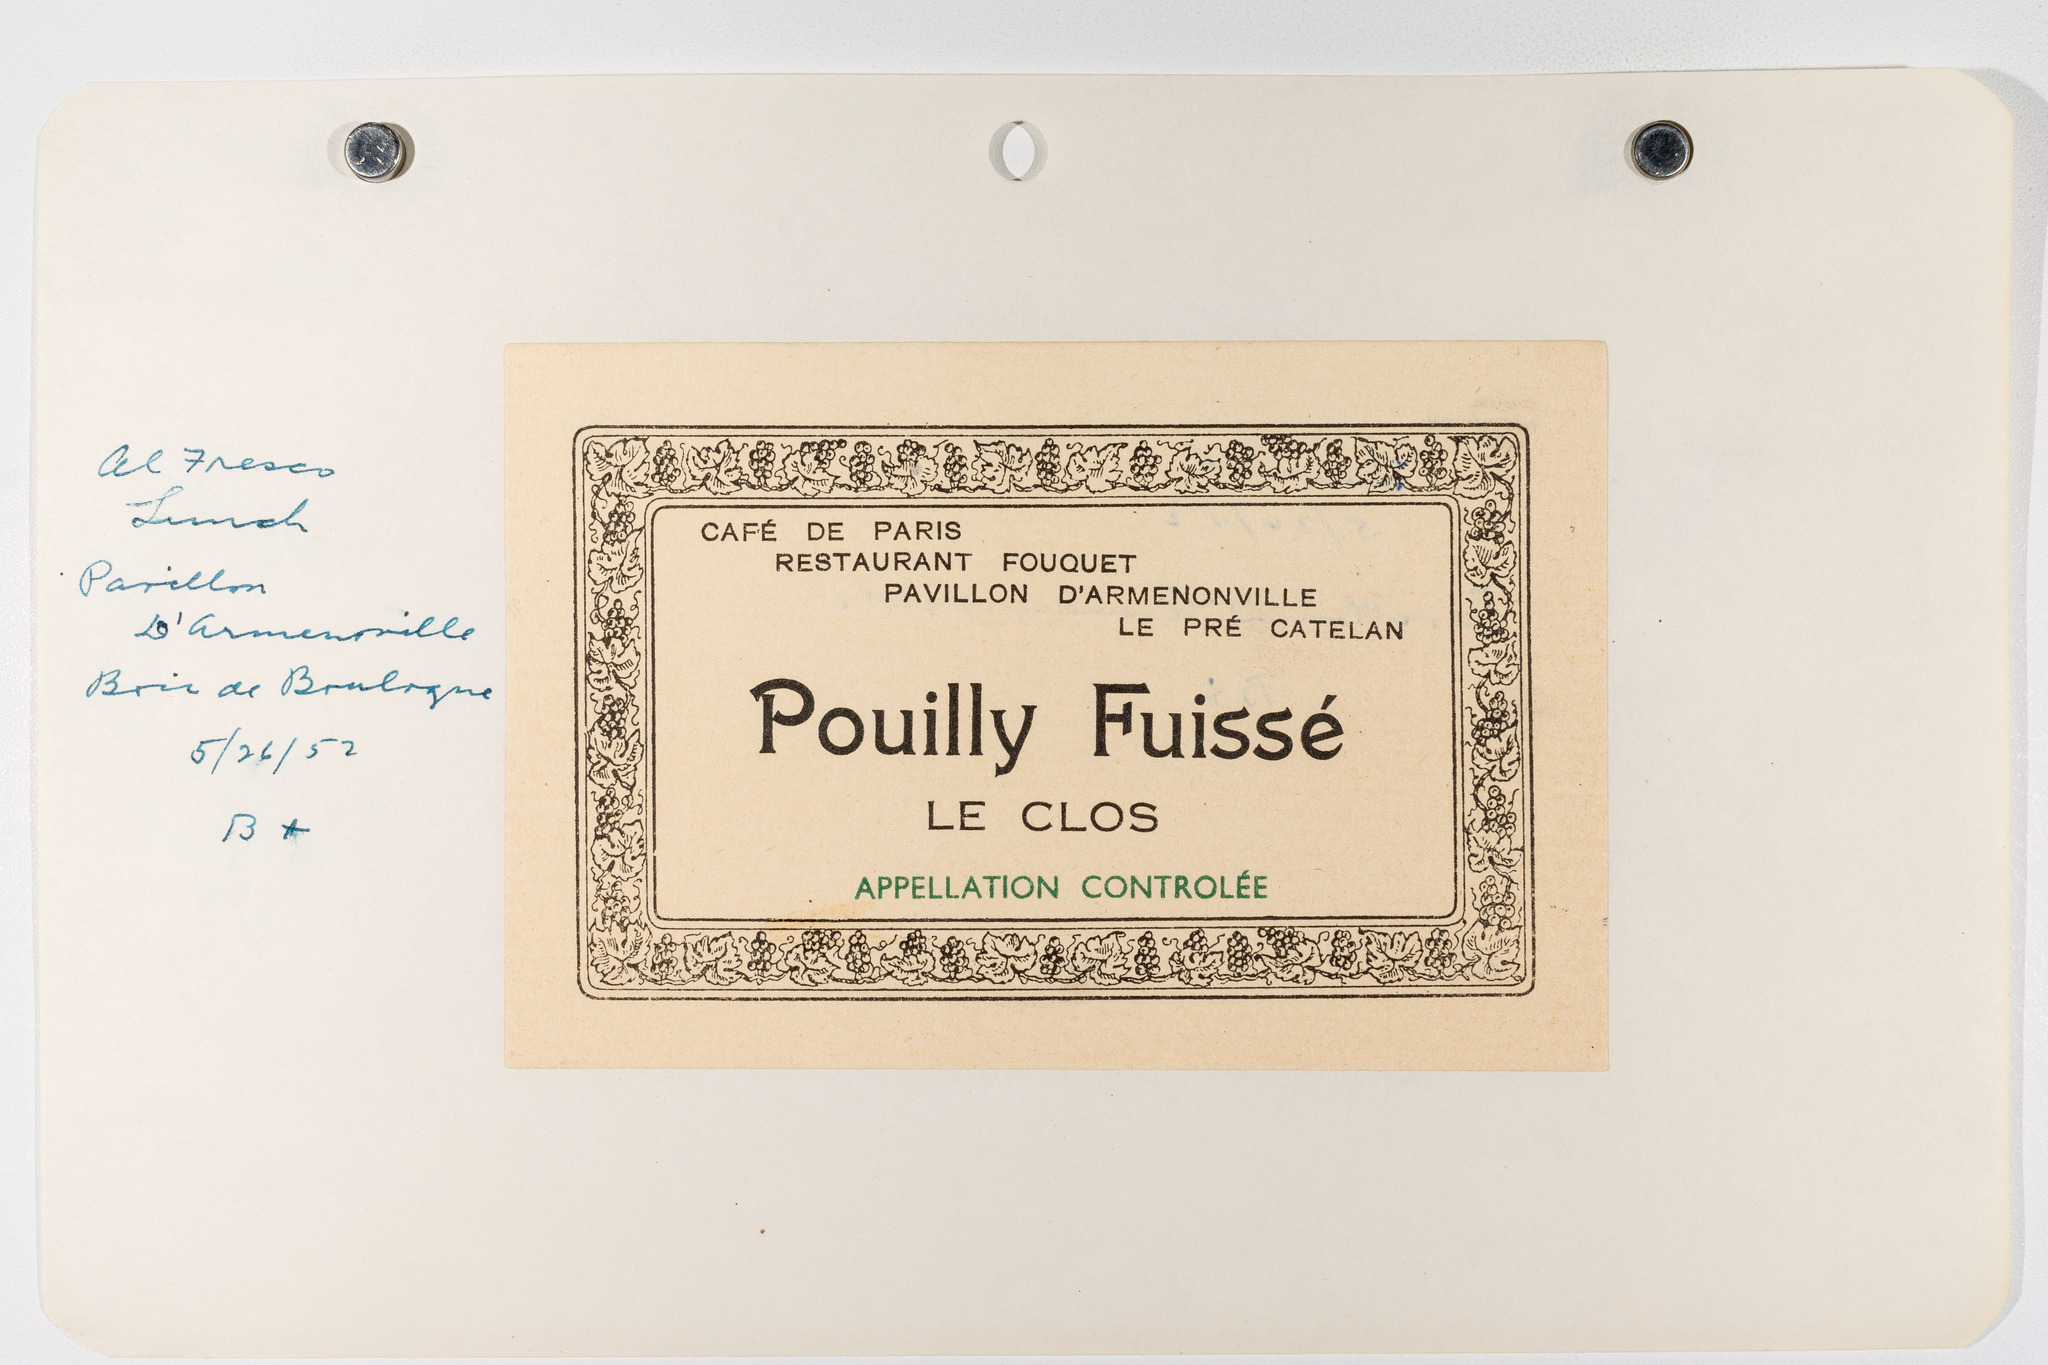 Al Fresco
Lunch
Pavillon
D'Armenonville
Bois de Boulogne
5/26/52
B +
CAFÉ DE PARIS
RESTAURANT FOUQUET
PAVILLON D'ARMENONVILLE
LE PRÉ CATELAN
Pouilly Fuissé
LE CLOS
APPELLATION CONTROLÉE